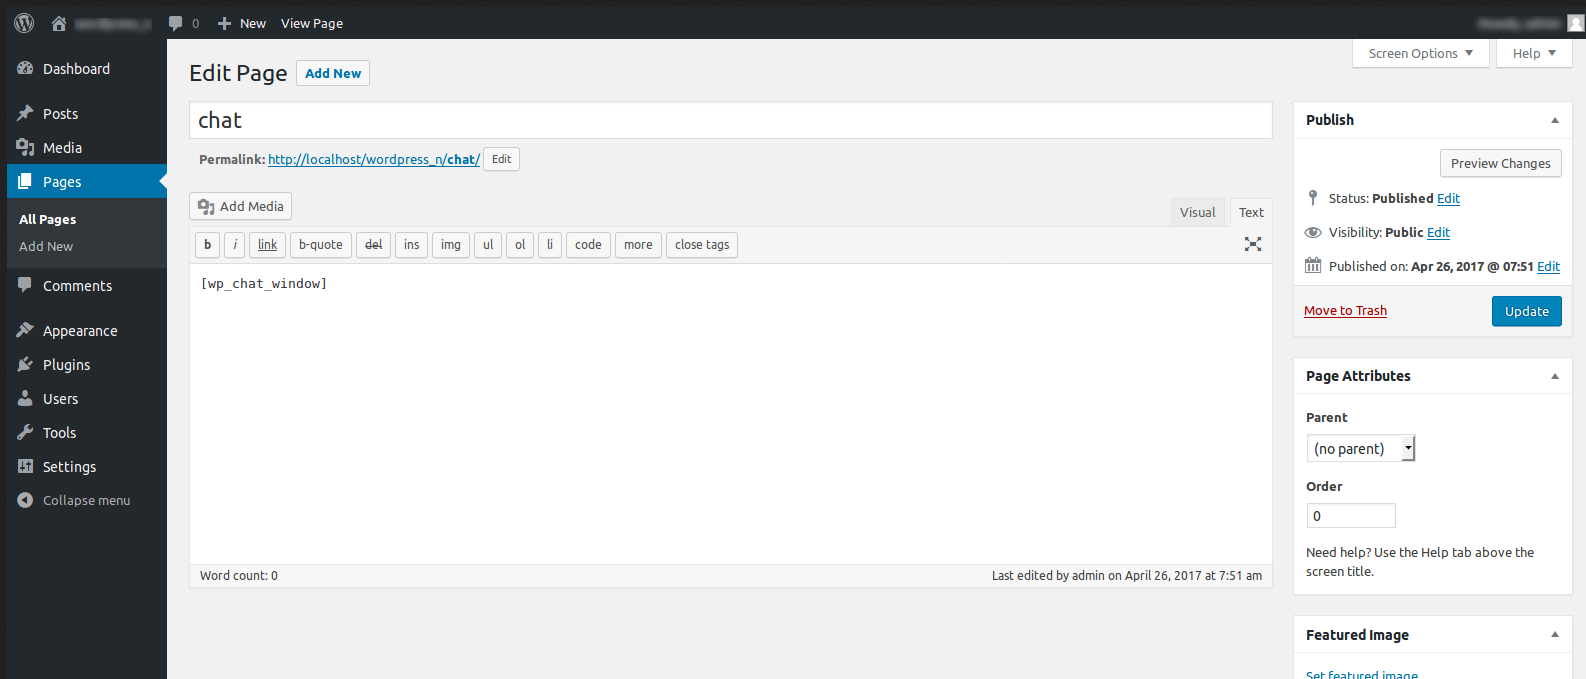 0 New View Page
Dashboard
Posts
Media
Pages
All Pages
Add New
Comments
Appearance
Plugins
Users
Tools
Settings
Collapse menu
Screen Options Help
Edit Page Add New
chat
Permalink: http://localhost/wordpress_n/chat/ Edit
Add Media
Visual Text
b i link b-quote del ins img ul ol li code more close tags
[wp_chat_window]
Word count: 0 Last edited by admin on April 26, 2017 at 7:51 am
Publish
Preview Changes
Status: Published Edit
Visibility: Public Edit
Published on: Apr 26, 2017 @ 07:51 Edit
Move to Trash Update
Page Attributes
Parent
(no parent)
Order
0
Need help? Use the Help tab above the
screen title.
Featured Image
Set featured image